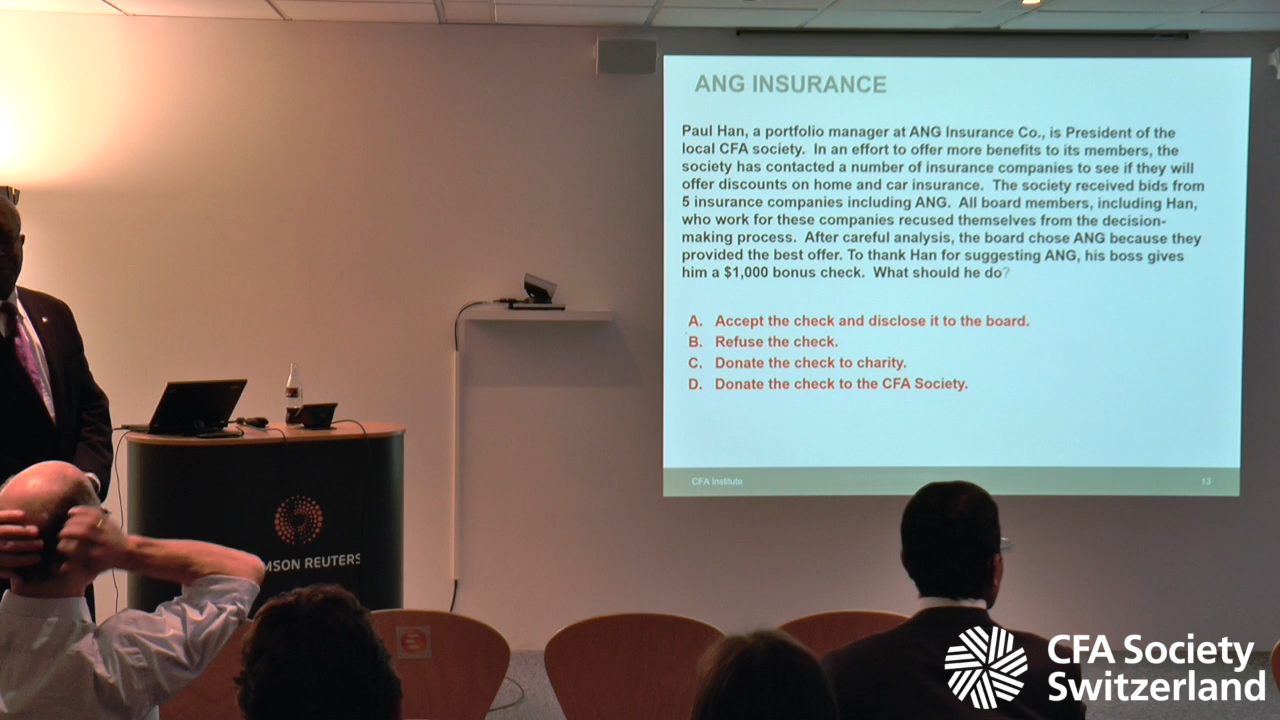 ANG INSURANCE
Paul Han, a portfolio manager at ANG Insurance Co., is President of the
local CFA society. In an effort to offer more benefits to its members, the
society has contacted a number of insurance companies to see if they will
offer discounts on home and car insurance. The society received bids from
5 insurance companies including ANG. All board members, including Han,
who work for these companies recused themselves from the decision-
making process. After careful analysis, the board chose ANG because they
provided the best offer. To thank Han for suggesting ANG, his boss gives
him a $1,000 bonus check. What should he do?
A. Accept the check and disclose it to the board.
B. Refuse the check.
C. Donate the check to charity.
D. Donate the check to the CFA Society.
CFA Institute 13
MSON REUTERS
CFA Society
Switzerland